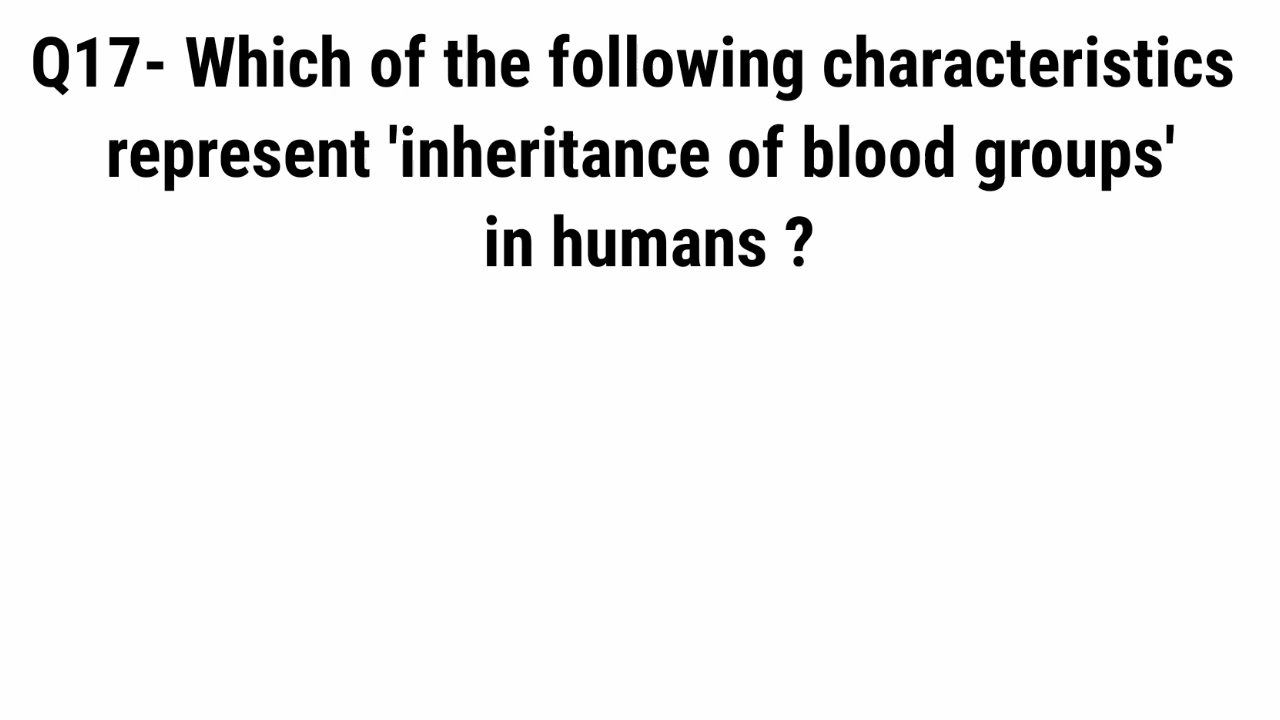 Q17- Which of the following characteristics
represent 'inheritance of blood groups'
in humans ?